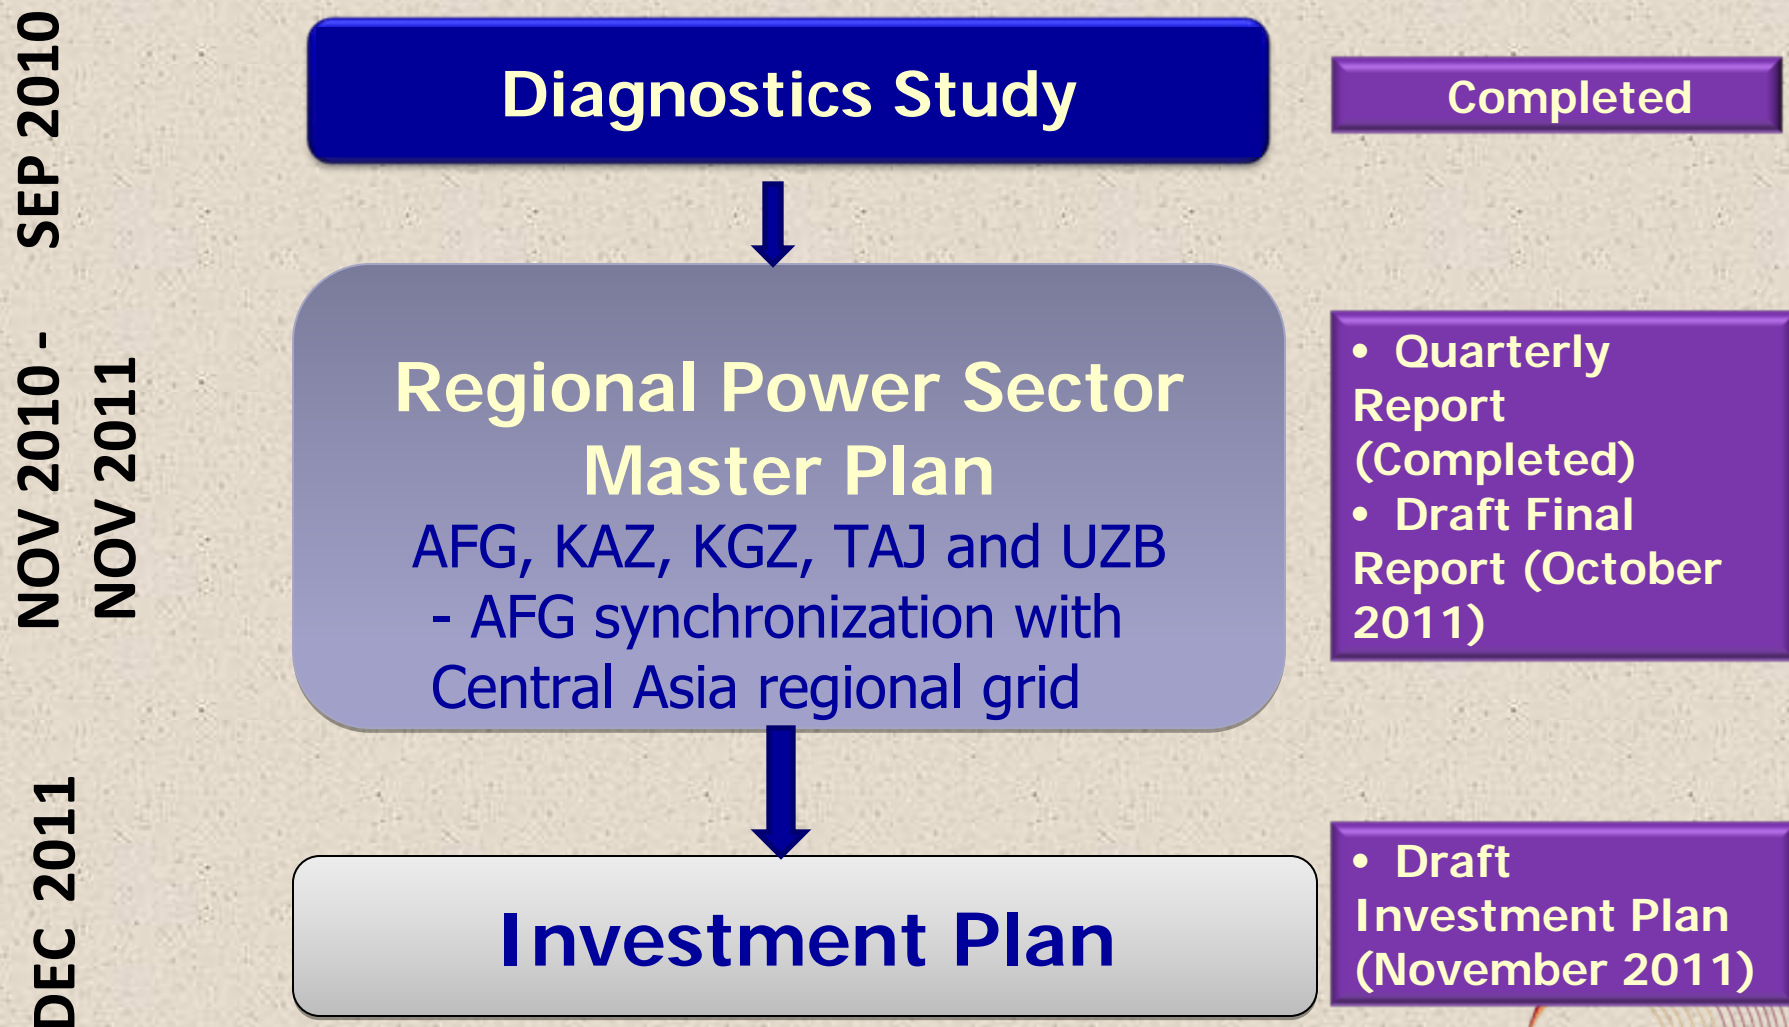 SEP 2010
Diagnostics Study
Completed
NOV 2010 -
NOV 2011
Regional Power Sector
Master Plan
AFG, KAZ, KGZ, TAJ and UZB
- AFG synchronization with
Central Asia regional grid
• Quarterly
Report
(Completed)
• Draft Final
Report (October
2011)
DEC 2011
Investment Plan
• Draft
Investment Plan
(November 2011)